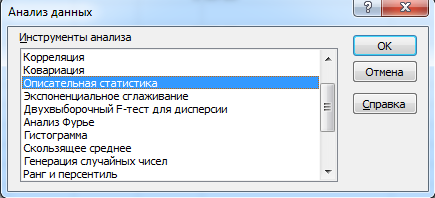 Анализ данных
Инструменты анализа
Корреляция
Ковариация
Описательная статистика
Экспоненциальное сглаживание
Двухвыборочный F-тест для дисперсии
Анализ Фурье
Гистограмма
Скользящее среднее
Генерация случайных чисел
Ранг и персентиль
OK
Отмена
Справка